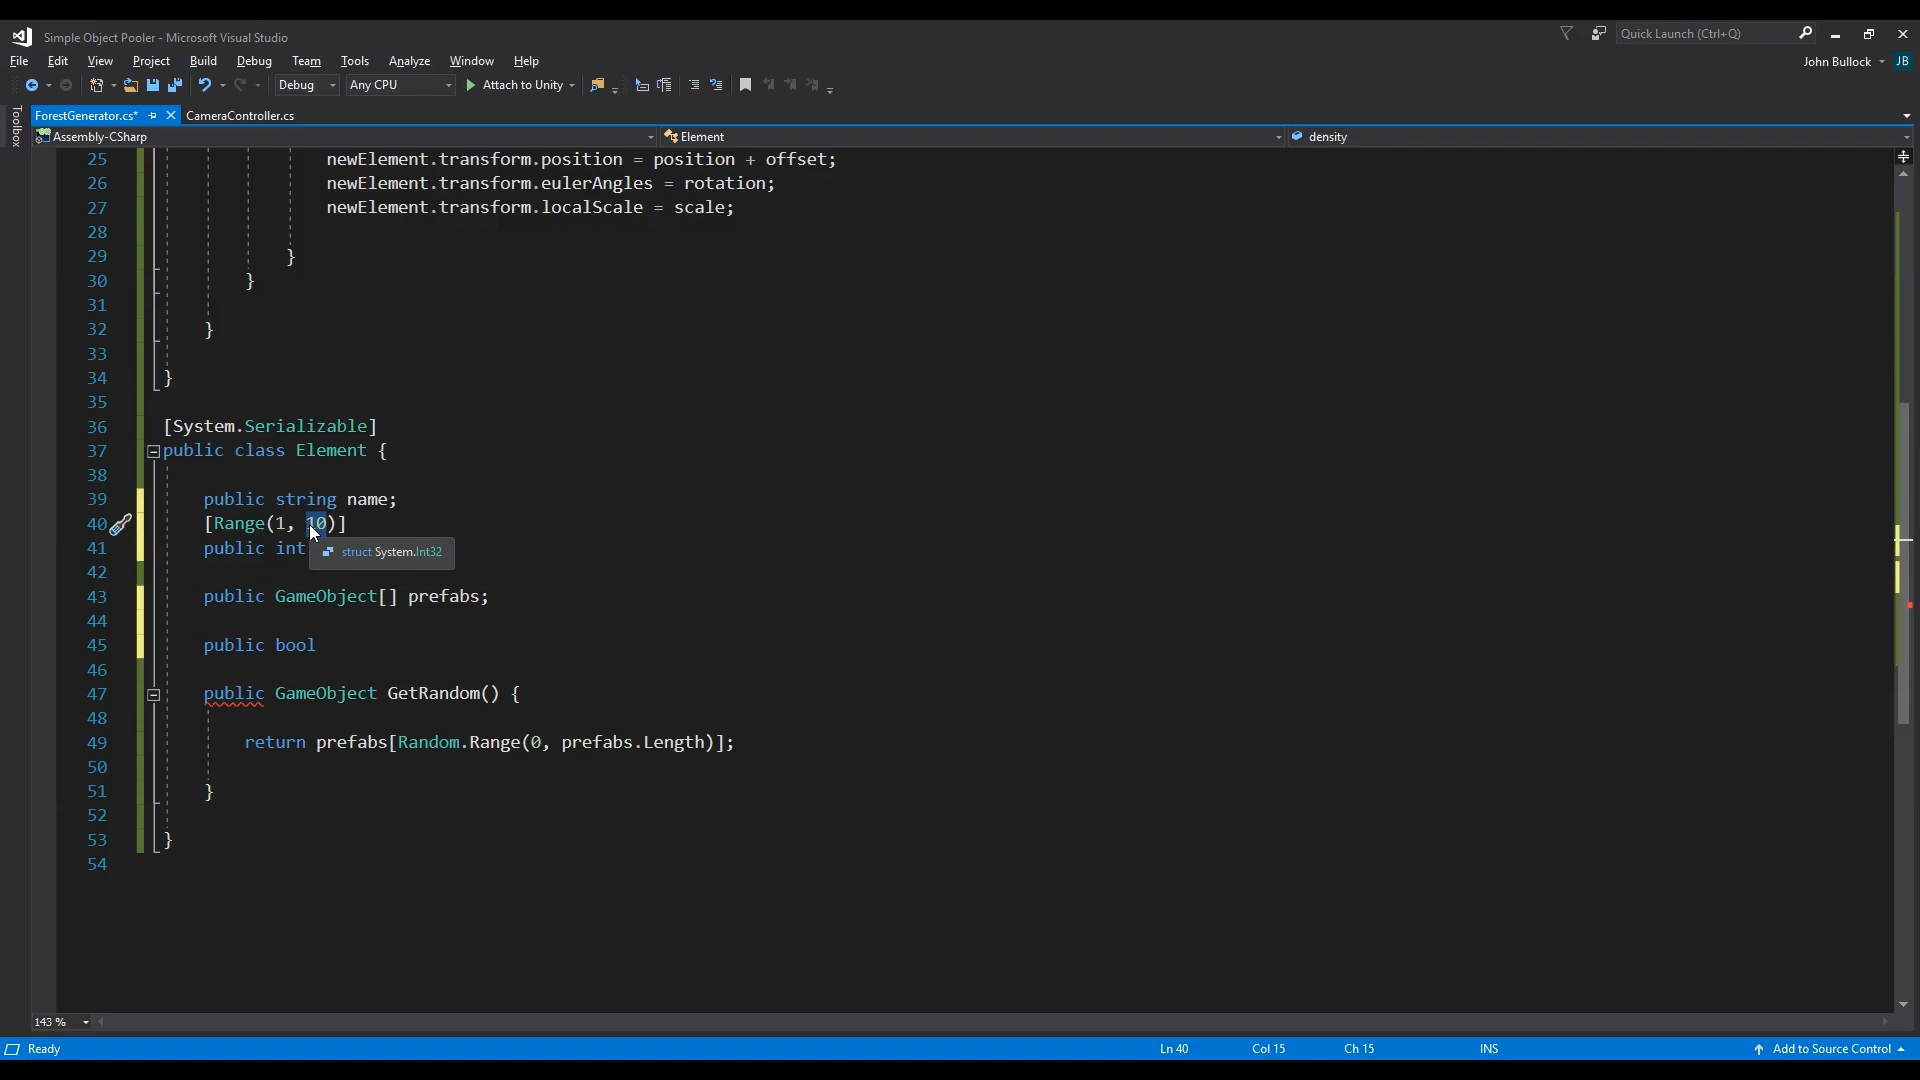 Simple Object Pooler - Microsoft Visual Studio
Quick Launch (Ctrl+Q)
File Edit View Project Build Debug Team Tools Analyze Window Help
John Bullock JB
Debug Any CPU Attach to Unity
Toolbox
ForestGenerator.cs* CameraController.cs
Assembly-CSharp Element density
25 newElement.transform.position = position + offset;
26 newElement.transform.eulerAngles = rotation;
27 newElement.transform.localScale = scale;
28
29 }
30 }
31
32 }
33
34 }
35
36 [System.Serializable]
37 public class Element {
38
39 public string name;
40 [Range(1, 10)]
41 public int
struct System.Int32
42
43 public GameObject[] prefabs;
44
45 public bool
46
47 public GameObject GetRandom() {
48
49 return prefabs[Random.Range(0, prefabs.Length)];
50
51 }
52
53 }
54
143 %
Ready Ln 40 Col 15 Ch 15 INS Add to Source Control